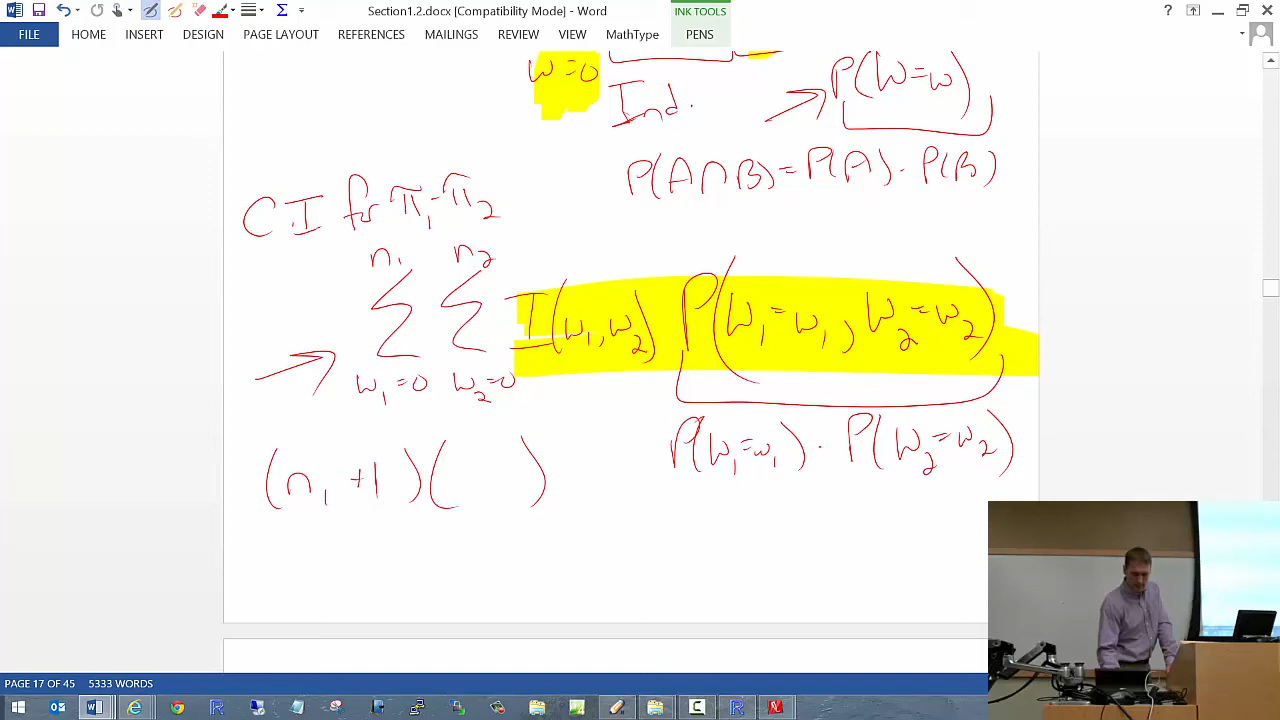 Section1.2.docx [Compatibility Mode] - Word
INK TOOLS
FILE HOME INSERT DESIGN PAGE LAYOUT REFERENCES MAILINGS REVIEW VIEW MathType PENS
w=0
Ind.
P(W=w)
P(A∩B)=P(A)·P(B)
C.I for π₁-π₂
n₁ n₂
∑ ∑ I(w₁,w₂) P(W₁=w₁, W₂=w₂)
w₁=0 w₂=0
P(W₁=w₁)·P(W₂=w₂)
(n₁+1)( )
PAGE 17 OF 45 5333 WORDS